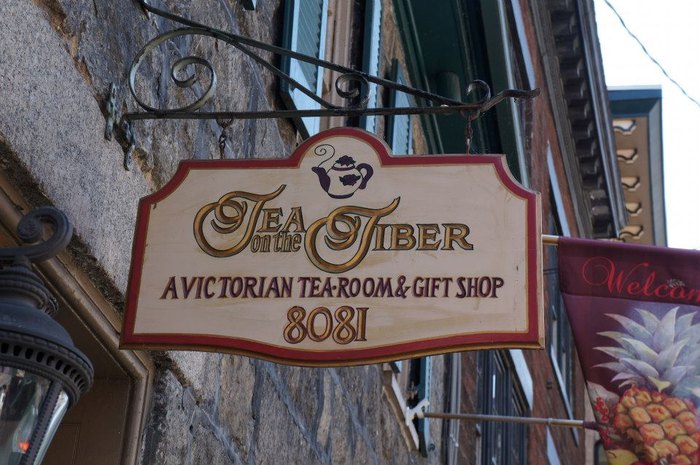 TEA
on the TIBER
A VICTORIAN TEA-ROOM & GIFT SHOP
8081
Welcom